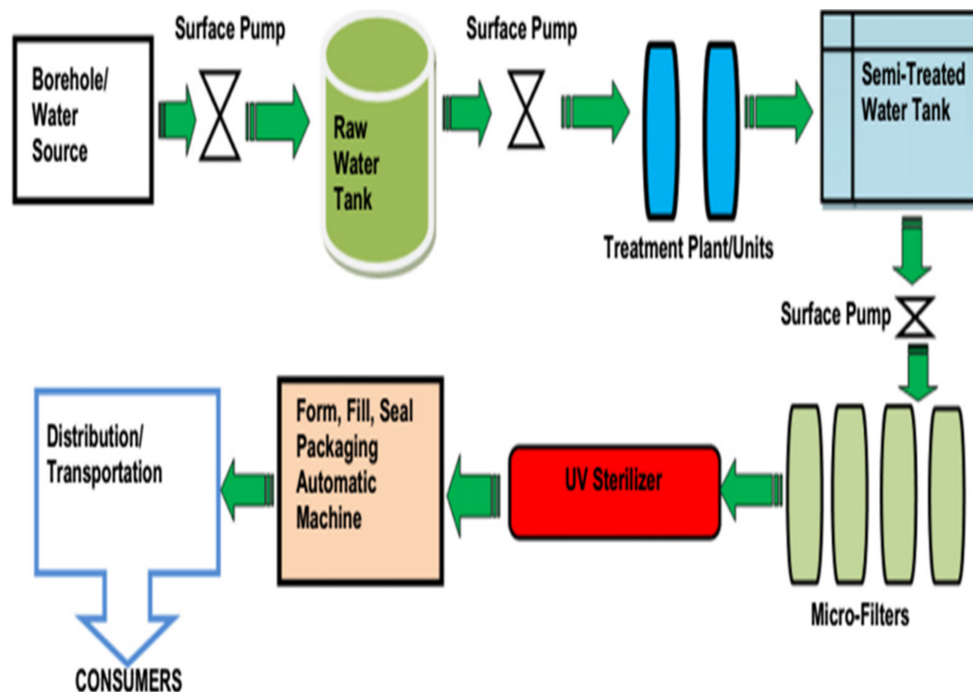 Surface Pump
Surface Pump
Borehole/
Water
Source
Raw
Water
Tank
Semi-Treated
Water Tank
Treatment Plant/Units
Surface Pump
Distribution/
Transportation
Form, Fill, Seal
Packaging
Automatic
Machine
UV Sterilizer
Micro-Filters
CONSUMERS